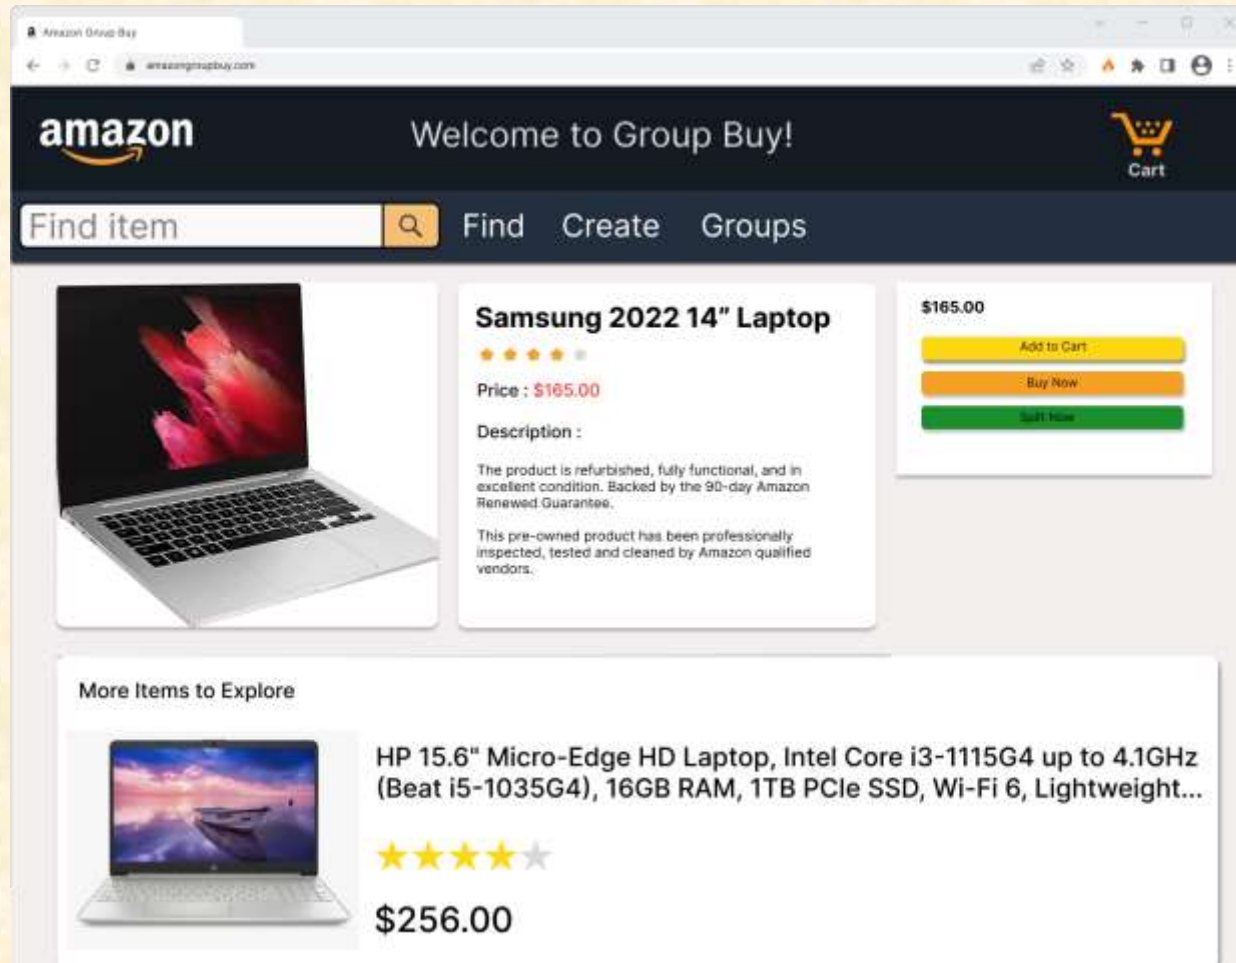 Amazon Group Buy
amazongroupbuy.com
amazon
Welcome to Group Buy!
Cart
Find item
Find Create Groups
Samsung 2022 14” Laptop
Price : $165.00
Description :
The product is refurbished, fully functional, and in
excellent condition. Backed by the 90-day Amazon
Renewed Guarantee.
This pre-owned product has been professionally
inspected, tested and cleaned by Amazon qualified
vendors.
$165.00
Add to Cart
Buy Now
Split Now
More Items to Explore
HP 15.6" Micro-Edge HD Laptop, Intel Core i3-1115G4 up to 4.1GHz
(Beat i5-1035G4), 16GB RAM, 1TB PCIe SSD, Wi-Fi 6, Lightweight...
$256.00